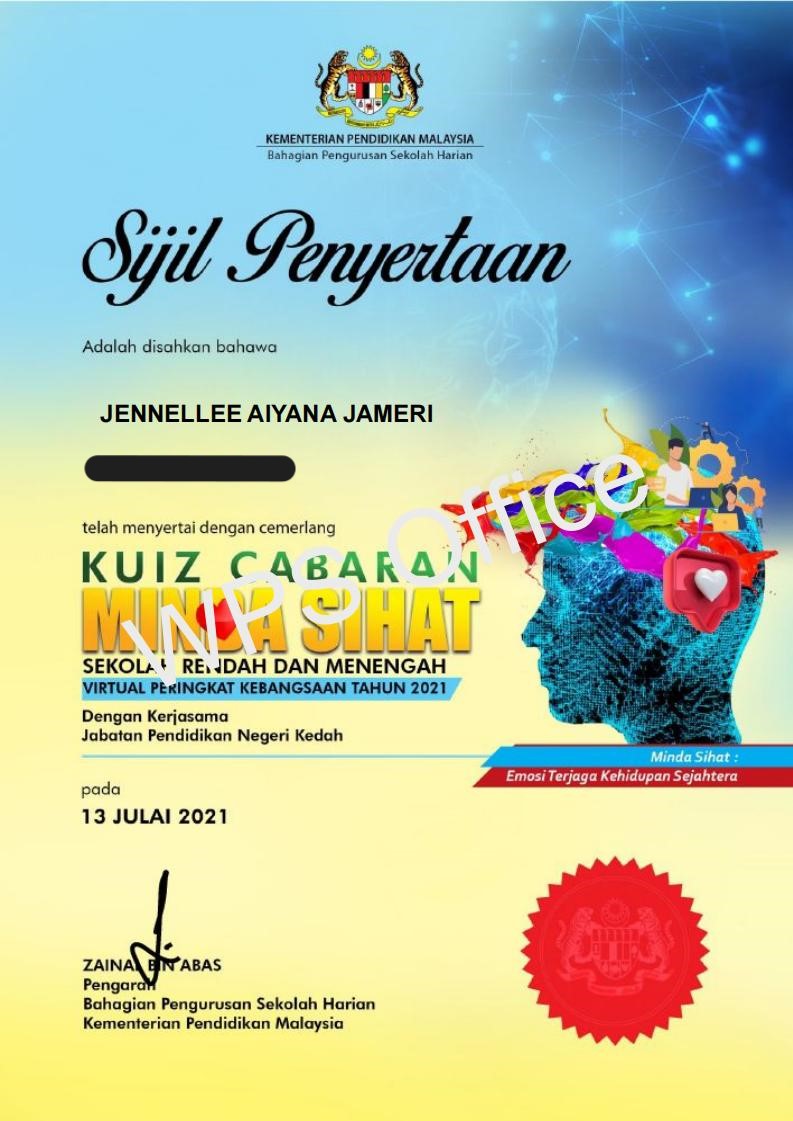 KEMENTERIAN PENDIDIKAN MALAYSIA
Bahagian Pengurusan Sekolah Harian
Sijil Penyertaan
Adalah disahkan bahawa
JENNELLEE AIYANA JAMERI
telah menyertai dengan cemerlang
KUIZ CABARAN
MINDA SIHAT
SEKOLAH RENDAH DAN MENENGAH
VIRTUAL PERINGKAT KEBANGSAAN TAHUN 2021
Dengan Kerjasama
Jabatan Pendidikan Negeri Kedah
Minda Sihat :
Emosi Terjaga Kehidupan Sejahtera
pada
13 JULAI 2021
ZAINAL BIN ABAS
Pengarah
Bahagian Pengurusan Sekolah Harian
Kementerian Pendidikan Malaysia
WPS Office